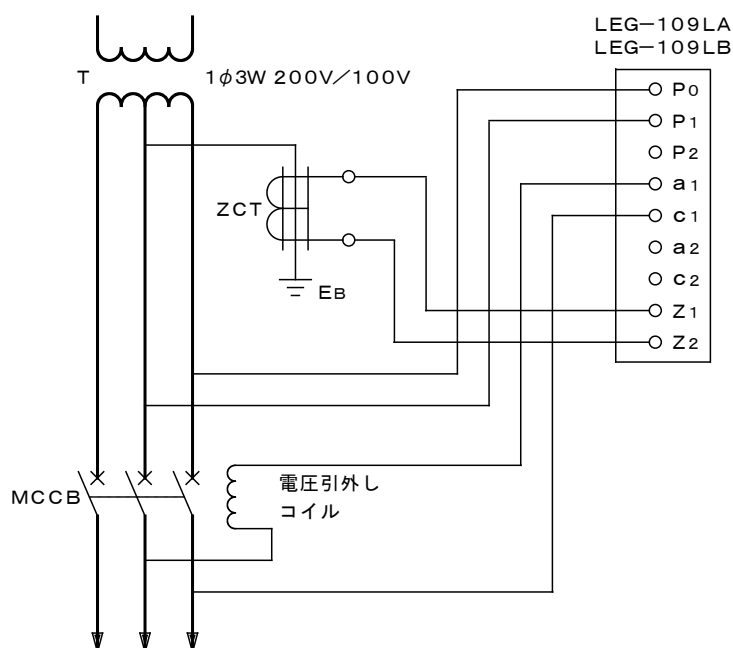 LEG-109LA
LEG-109LB
T
1φ3W 200V/100V
P0
P1
P2
a1
c1
a2
c2
Z1
Z2
ZCT
EB
MCCB
電圧引外し
コイル